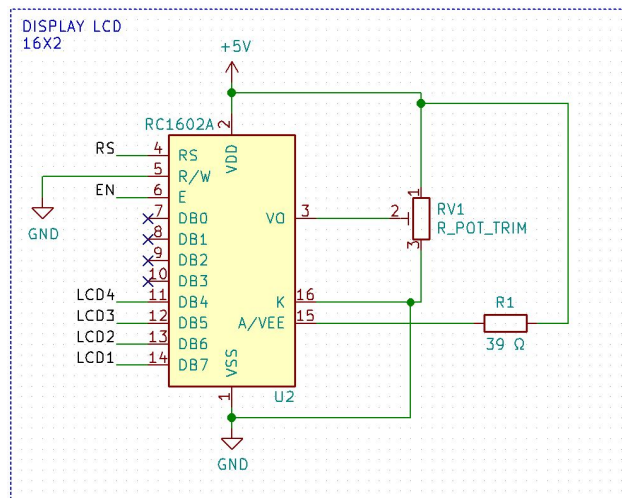 DISPLAY LCD
16X2
+5V
RC1602A
2
VDD
RS
4
RS
5
R/W
EN
6
E
GND
7
DB0
8
DB1
9
DB2
10
DB3
LCD4
11
DB4
LCD3
12
DB5
LCD2
13
DB6
LCD1
14
DB7
VO
3
K
16
A/VEE
15
VSS
1
U2
GND
1
2
3
RV1
R_POT_TRIM
R1
39 Ω